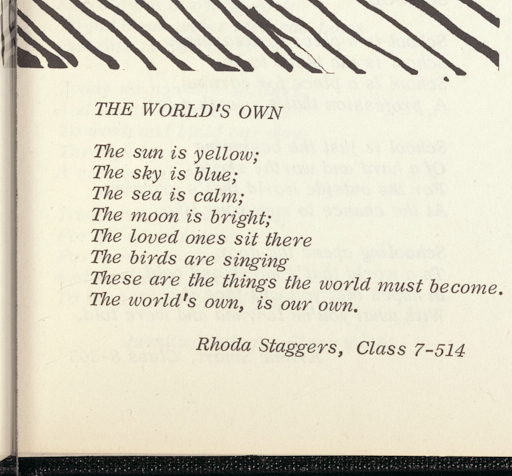 THE WORLD'S OWN
The sun is yellow;
The sky is blue;
The sea is calm;
The moon is bright;
The loved ones sit there
The birds are singing
These are the things the world must become.
The world's own, is our own.
Rhoda Staggers, Class 7-514